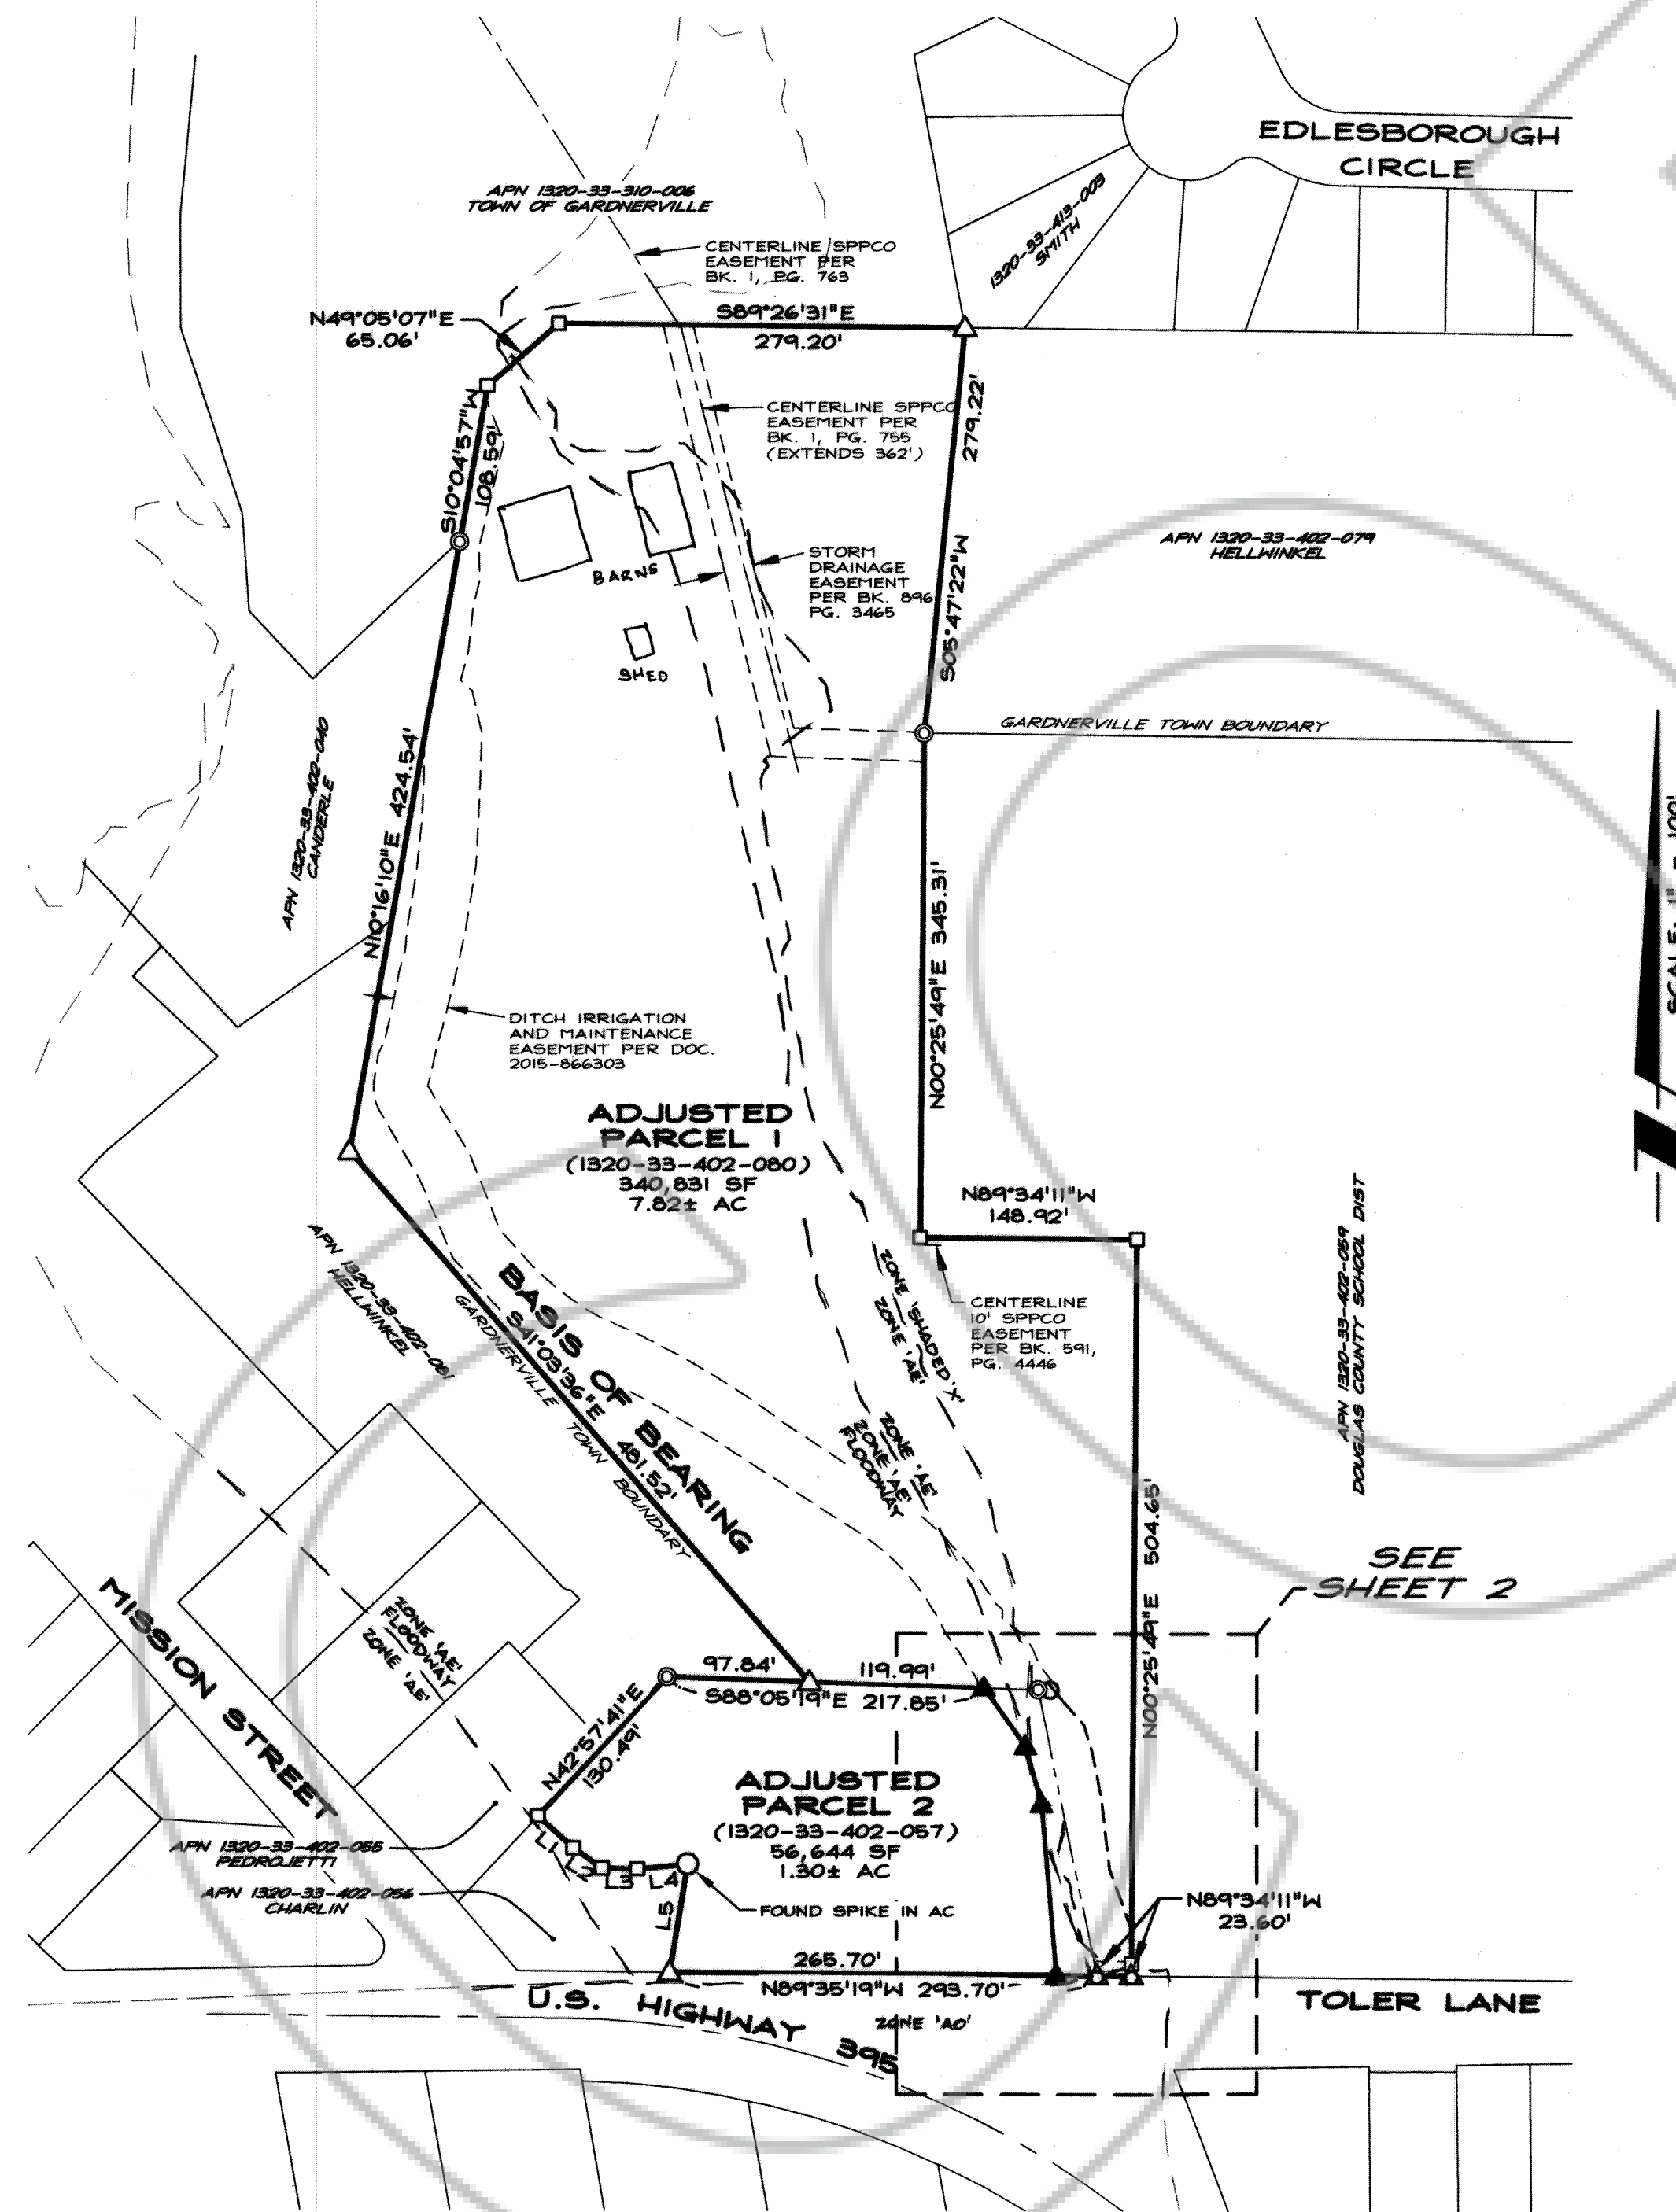 EDLESBOROUGH
CIRCLE
APN 1320-33-310-006
TOWN OF GARDNERVILLE
1320-33-413-003
SMITH
CENTERLINE SPPCO
EASEMENT PER
BK. 1, PG. 763
N49°05'07"E
65.06'
S89°26'31"E
279.20'
CENTERLINE SPPCO
EASEMENT PER
BK. 1, PG. 755
(EXTENDS 362')
279.22'
S05°47'22"W
S10°04'57"W
108.59'
BARNS
STORM
DRAINAGE
EASEMENT
PER BK. 896
PG. 3465
APN 1320-33-402-079
HELLWINKEL
SHED
GARDNERVILLE TOWN BOUNDARY
APN 1320-33-402-040
CANDERLE
N10°16'10"E 424.54'
N00°25'49"E 345.31'
SCALE: 1" = 100'
DITCH IRRIGATION
AND MAINTENANCE
EASEMENT PER DOC.
2015-866303
ADJUSTED
PARCEL 1
(1320-33-402-080)
340,831 SF
7.82± AC
N89°34'11"W
148.92'
APN 1320-33-402-081
HELLWINKEL
BASIS OF BEARING
S41°03'36"E 481.52'
GARDNERVILLE TOWN BOUNDARY
ZONE 'SHADED 'X'
ZONE 'AE'
CENTERLINE
10' SPPCO
EASEMENT
PER BK. 591,
PG. 4446
APN 1320-33-402-059
DOUGLAS COUNTY SCHOOL DIST
ZONE 'AE'
ZONE 'AE'
FLOODWAY
N00°25'49"E 504.65'
SEE
SHEET 2
MISSION STREET
ZONE 'AE'
FLOODWAY
ZONE 'AE'
97.84'
119.99'
S88°05'19"E 217.85'
N42°57'41"E
130.49'
ADJUSTED
PARCEL 2
(1320-33-402-057)
56,644 SF
1.30± AC
APN 1320-33-402-055
PEDROJETTI
L1
L2
L3
L4
L5
APN 1320-33-402-056
CHARLIN
FOUND SPIKE IN AC
N89°34'11"W
23.60'
265.70'
N89°35'19"W 293.70'
U.S. HIGHWAY 395
ZONE 'AO'
TOLER LANE